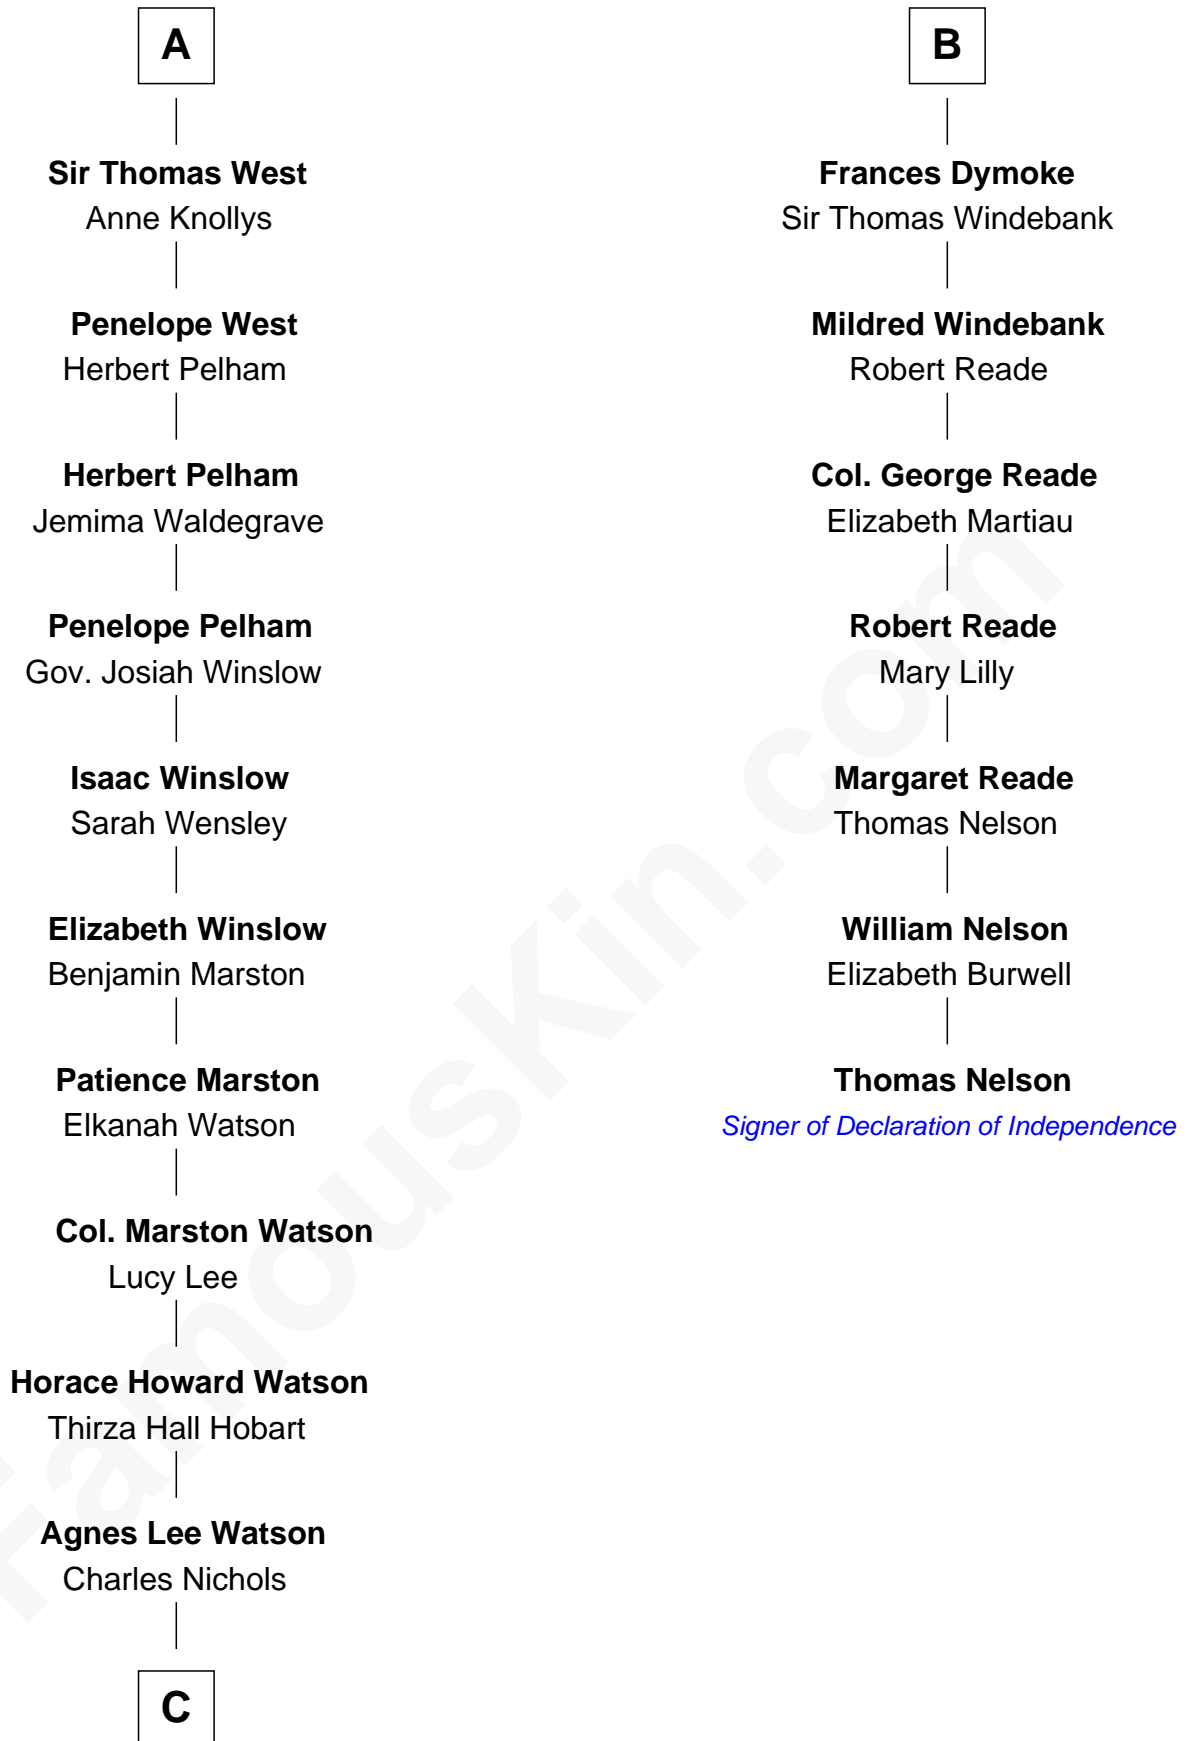 A
Sir Thomas West
Anne Knollys
Penelope West
Herbert Pelham
Herbert Pelham
Jemima Waldegrave
Penelope Pelham
Gov. Josiah Winslow
Isaac Winslow
Sarah Wensley
Elizabeth Winslow
Benjamin Marston
Patience Marston
Elkanah Watson
Col. Marston Watson
Lucy Lee
Horace Howard Watson
Thirza Hall Hobart
Agnes Lee Watson
Charles Nichols
C
B
Frances Dymoke
Sir Thomas Windebank
Mildred Windebank
Robert Reade
Col. George Reade
Elizabeth Martiau
Robert Reade
Mary Lilly
Margaret Reade
Thomas Nelson
William Nelson
Elizabeth Burwell
Thomas Nelson
Signer of Declaration of Independence
FamousKin.com